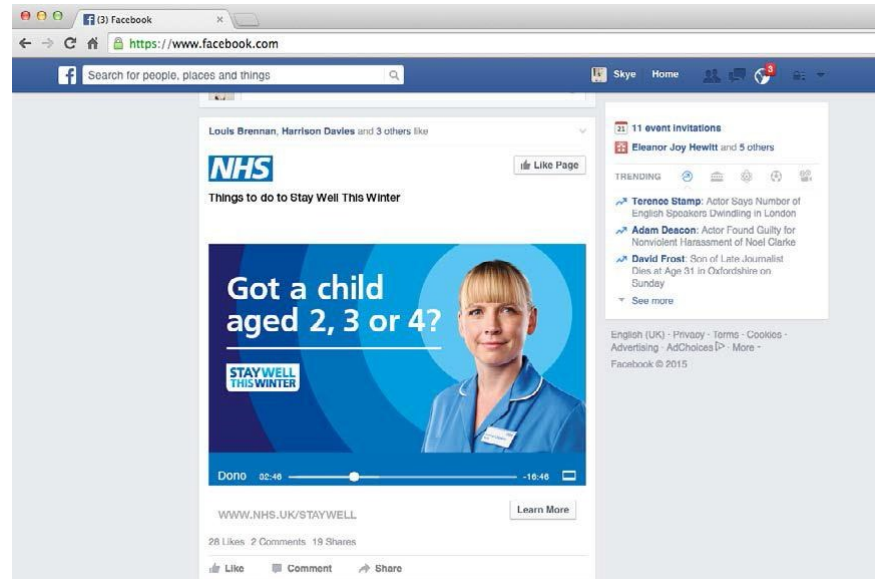 (3) Facebook
https://www.facebook.com
Search for people, places and things
Skye Home
3
Louis Brennan, Harrison Davies and 3 others like
NHS
Like Page
Things to do to Stay Well This Winter
Got a child
aged 2, 3 or 4?
STAY WELL
THIS WINTER
Dono 02:46 -16:46
WWW.NHS.UK/STAYWELL
Learn More
28 Likes 2 Comments 19 Shares
Like Comment Share
21 11 event invitations
Eleanor Joy Hewitt and 5 others
TRENDING
Terence Stamp: Actor Says Number of
English Speakers Dwindling in London
Adam Deacon: Actor Found Guilty for
Nonviolent Harassment of Noel Clarke
David Frost: Son of Late Journalist
Dies at Age 31 in Oxfordshire on
Sunday
See more
English (UK) · Privacy · Terms · Cookies ·
Advertising · AdChoices · More
Facebook © 2015